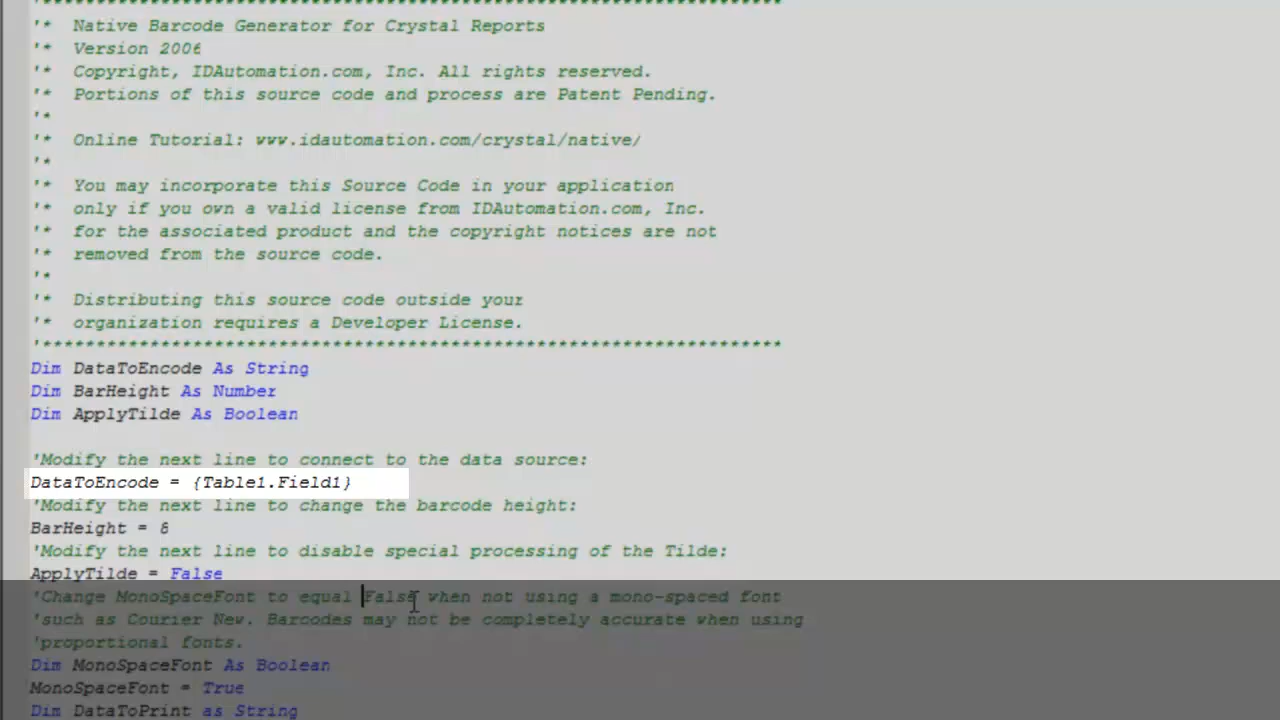 '*********************************************************************
'*  Native Barcode Generator for Crystal Reports
'*  Version 2006
'*  Copyright, IDAutomation.com, Inc. All rights reserved.
'*  Portions of this source code and process are Patent Pending.
'*
'*  Online Tutorial: www.idautomation.com/crystal/native/
'*
'*  You may incorporate this Source Code in your application
'*  only if you own a valid license from IDAutomation.com, Inc.
'*  for the associated product and the copyright notices are not
'*  removed from the source code.
'*
'*  Distributing this source code outside your
'*  organization requires a Developer License.
'*********************************************************************
Dim DataToEncode As String
Dim BarHeight As Number
Dim ApplyTilde As Boolean
'Modify the next line to connect to the data source:
DataToEncode = {Table1.Field1}
'Modify the next line to change the barcode height:
BarHeight = 8
'Modify the next line to disable special processing of the Tilde:
ApplyTilde = False
'Change MonoSpaceFont to equal False when not using a mono-spaced font
'such as Courier New. Barcodes may not be completely accurate when using
'proportional fonts.
Dim MonoSpaceFont As Boolean
MonoSpaceFont = True
Dim DataToPrint as String